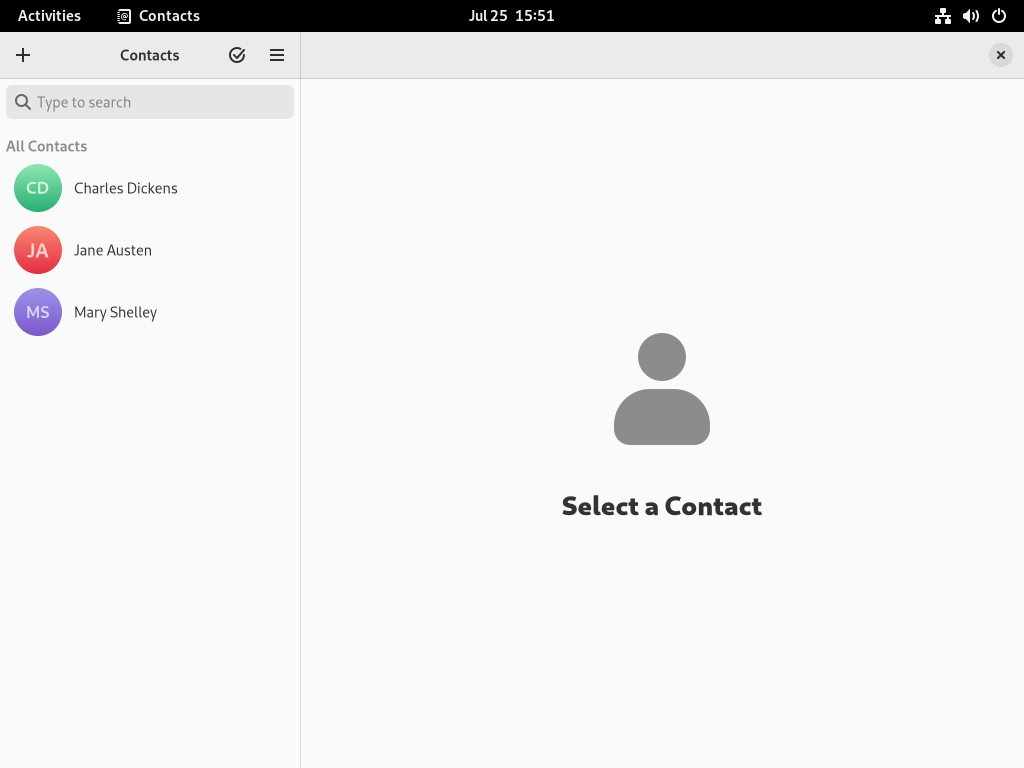 Activities Contacts Jul 25 15:51
Contacts
Type to search
All Contacts
CD Charles Dickens
JA Jane Austen
MS Mary Shelley
Select a Contact